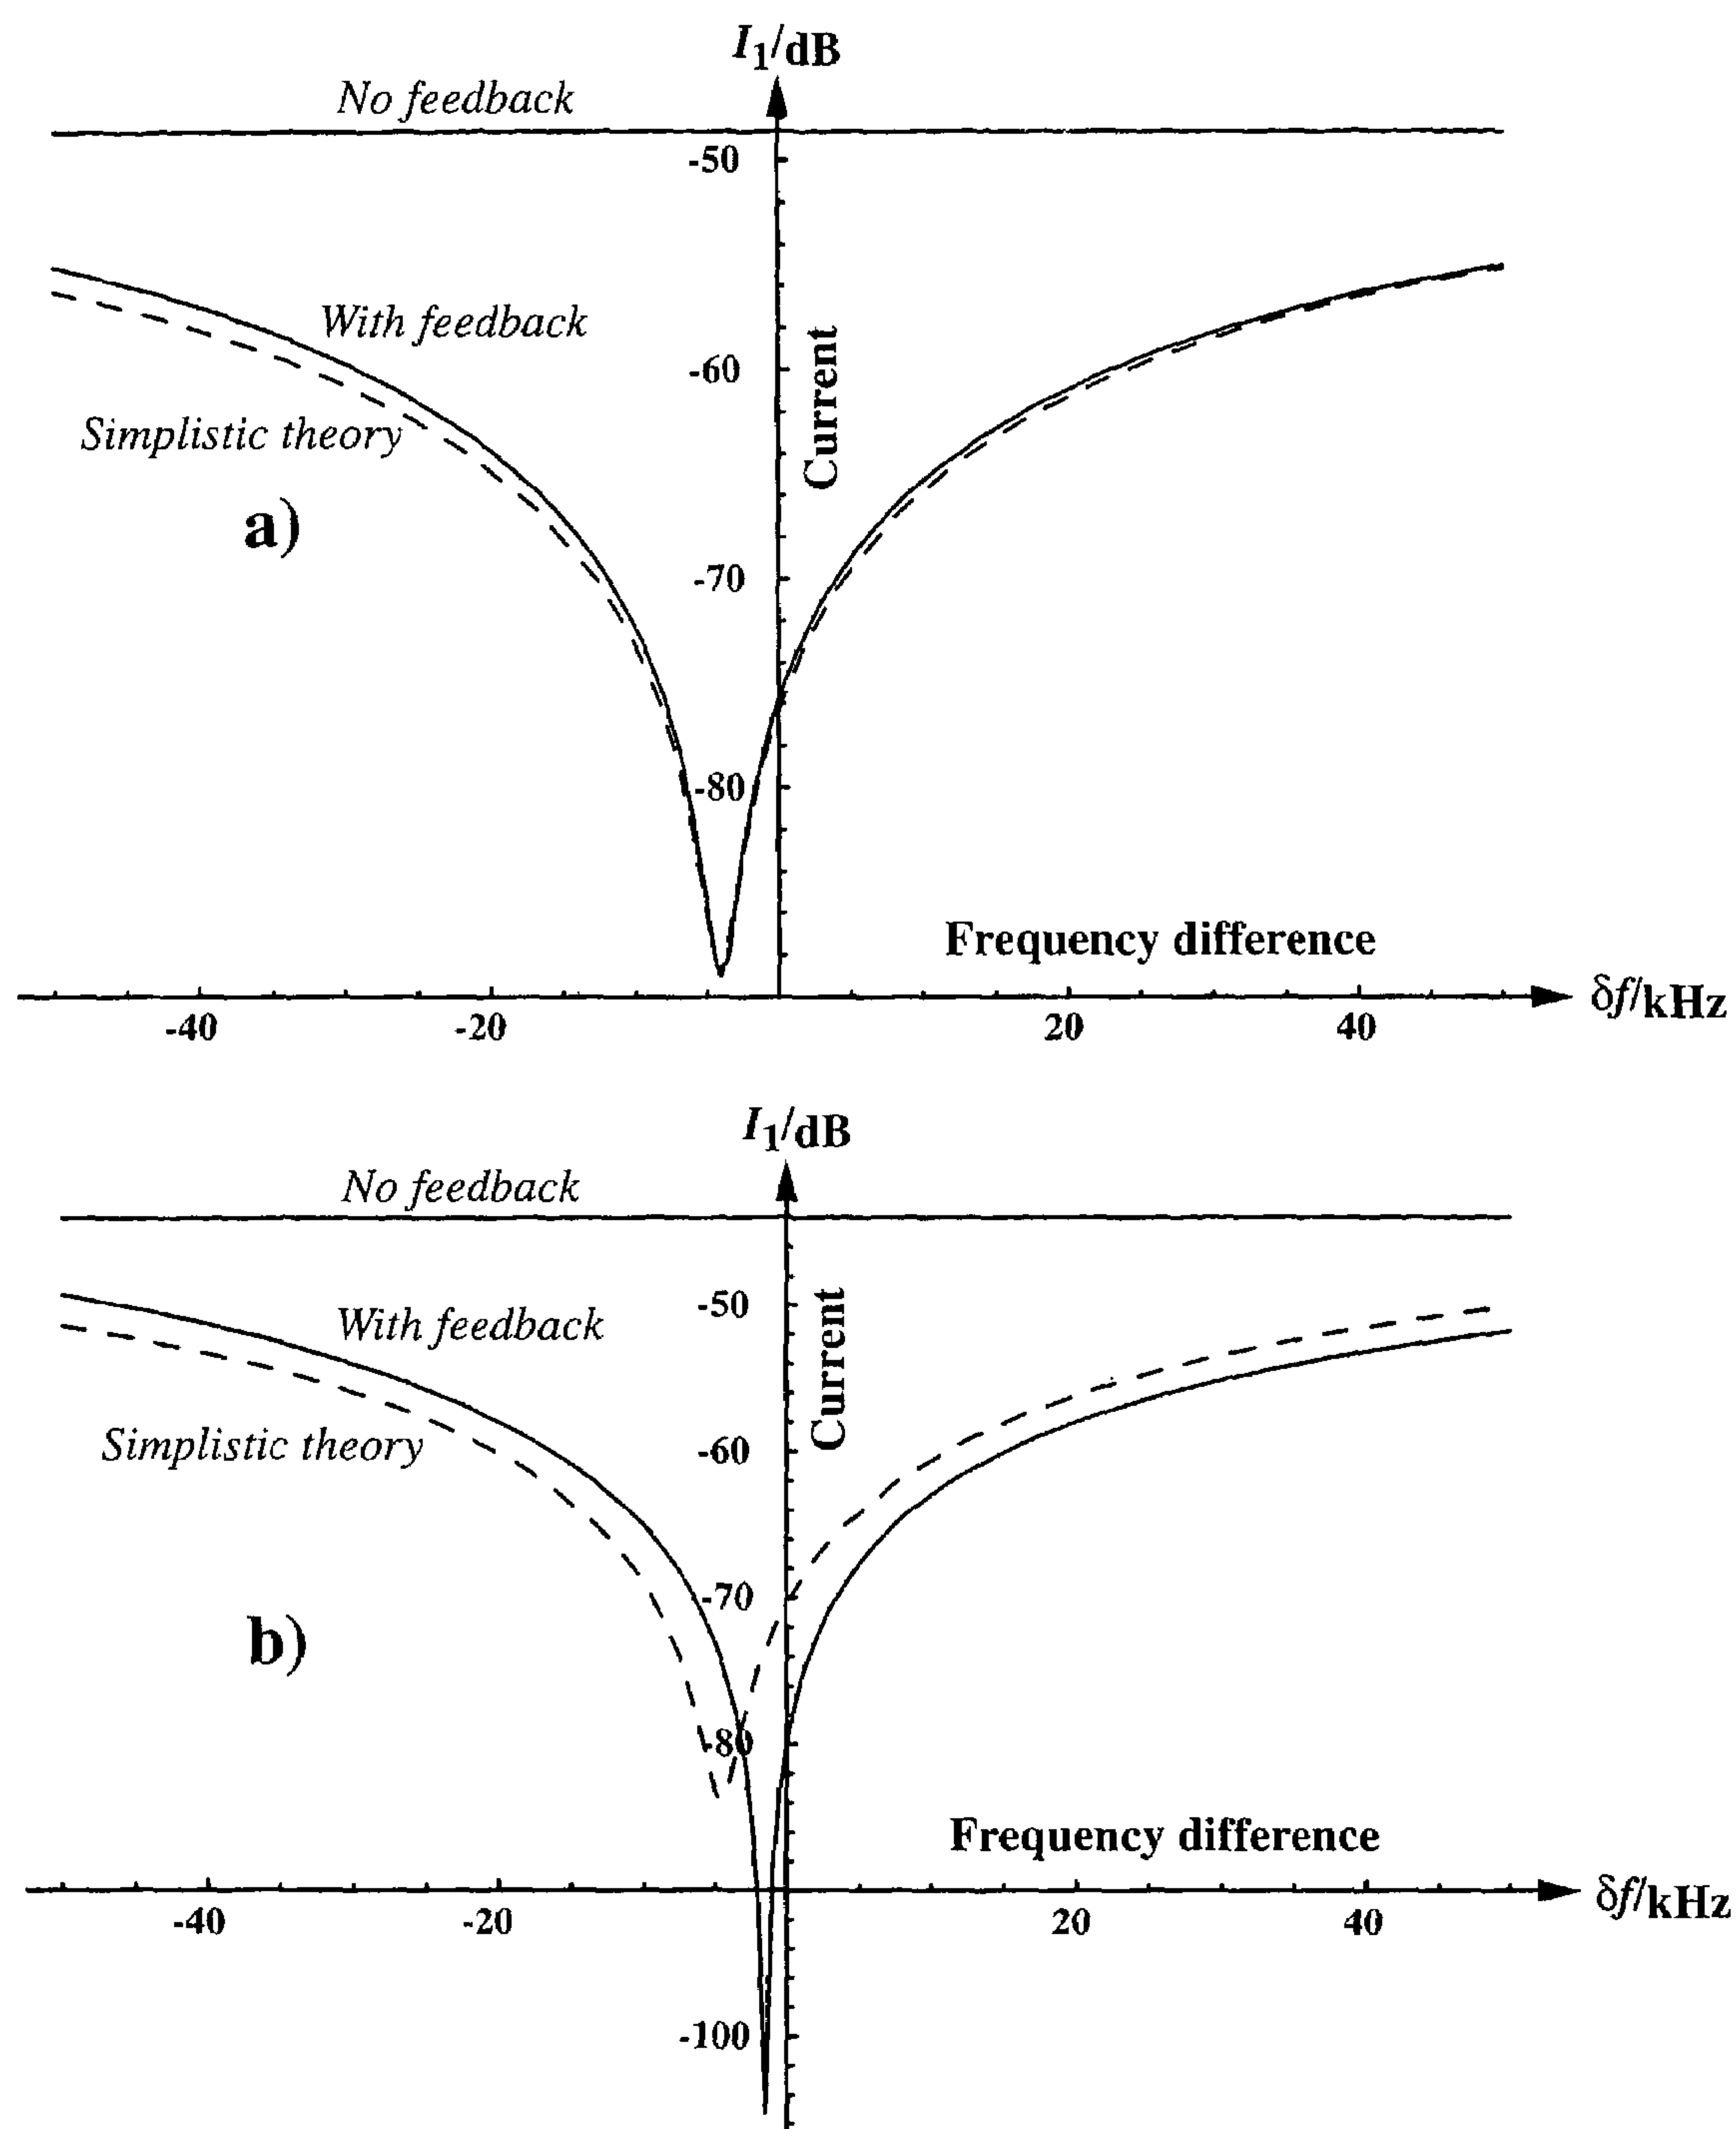 I1/dB
No feedback
-50
With feedback
-60
Current
Simplistic theory
a)
-70
-80
Frequency difference
δf/kHz
-40
-20
20
40
I1/dB
No feedback
-50
With feedback
Current
Simplistic theory
-60
-70
b)
-80
Frequency difference
δf/kHz
-40
-20
20
40
-100